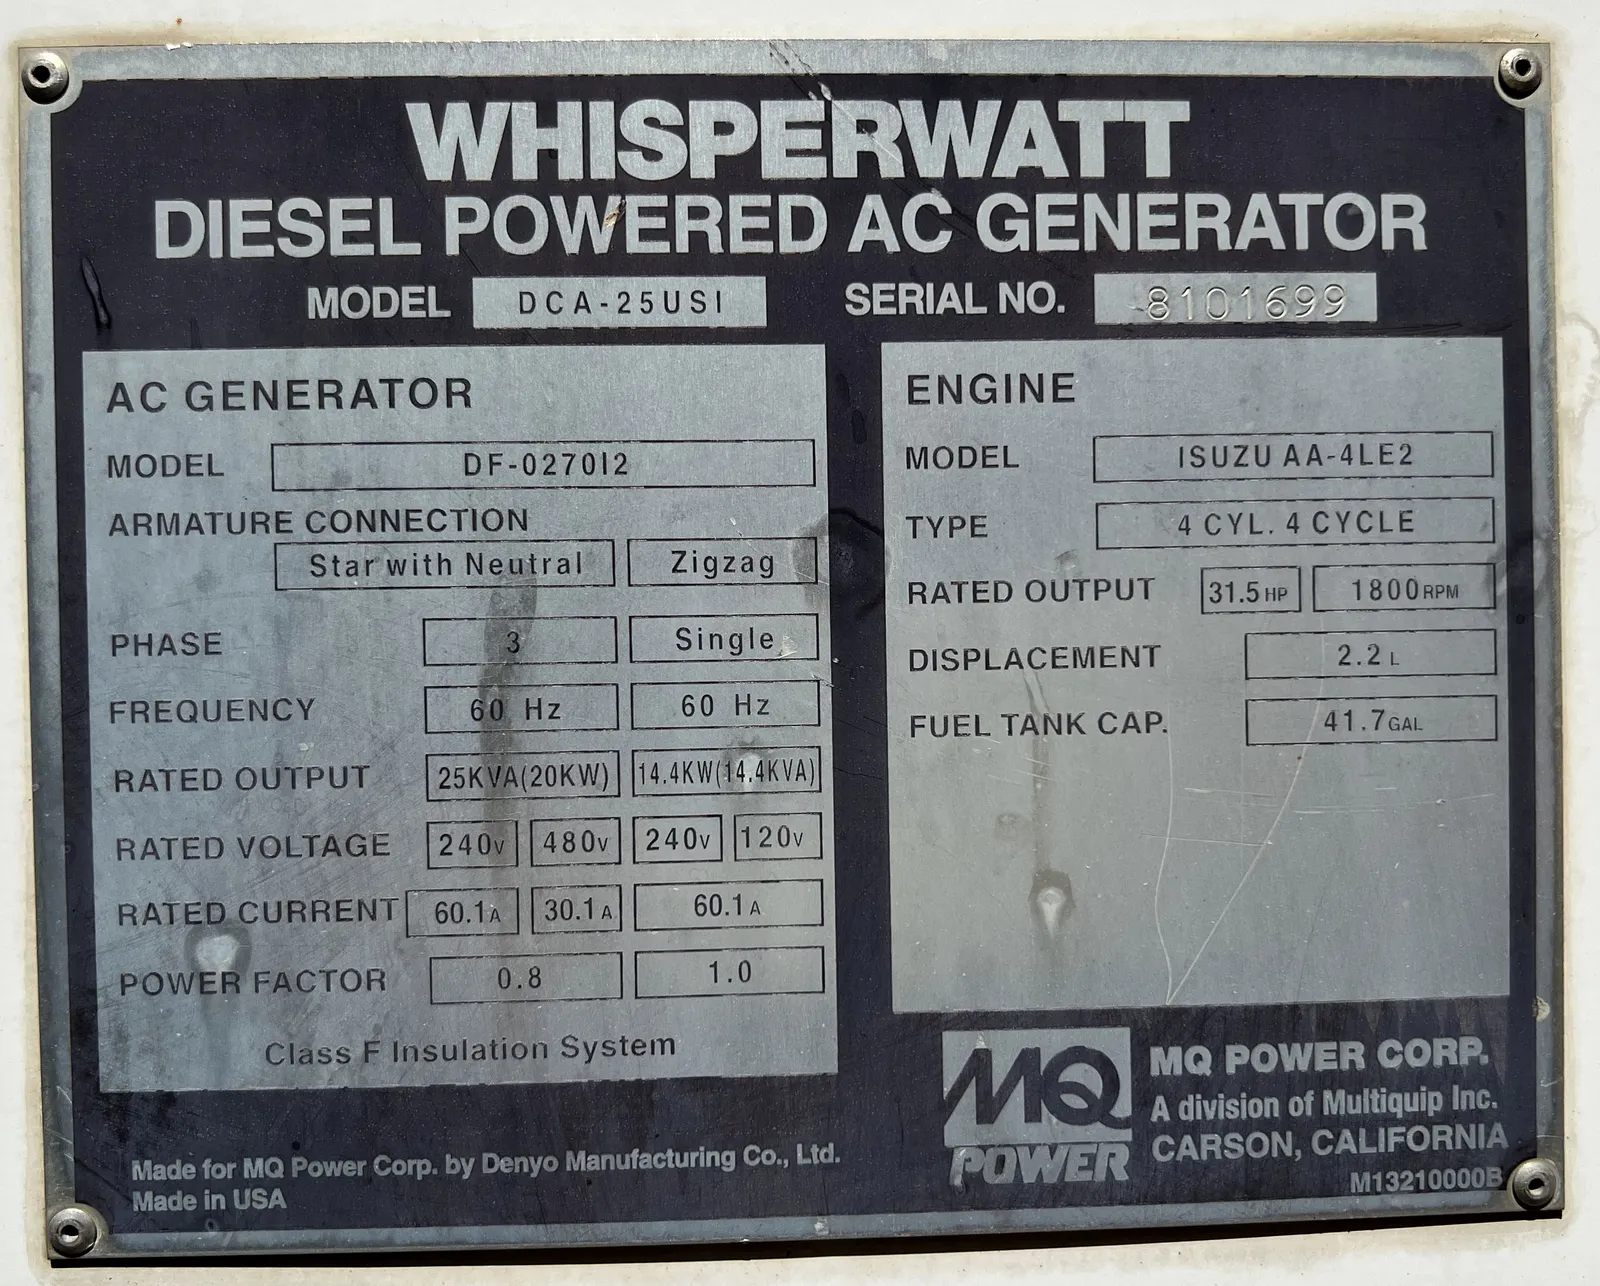 WHISPERWATT
DIESEL POWERED AC GENERATOR
MODEL DCA-25USI SERIAL NO. 8101699
AC GENERATOR
MODEL DF-0270I2
ARMATURE CONNECTION
Star with Neutral Zigzag
PHASE 3 Single
FREQUENCY 60 Hz 60 Hz
RATED OUTPUT 25KVA(20KW) 14.4KW(14.4KVA)
RATED VOLTAGE 240V 480V 240V 120V
RATED CURRENT 60.1A 30.1A 60.1A
POWER FACTOR 0.8 1.0
Class F Insulation System
ENGINE
MODEL ISUZU AA-4LE2
TYPE 4 CYL. 4 CYCLE
RATED OUTPUT 31.5HP 1800RPM
DISPLACEMENT 2.2L
FUEL TANK CAP. 41.7GAL
Made for MQ Power Corp. by Denyo Manufacturing Co., Ltd.
Made in USA
MQ
POWER
MQ POWER CORP.
A division of Multiquip Inc.
CARSON, CALIFORNIA
M13210000B